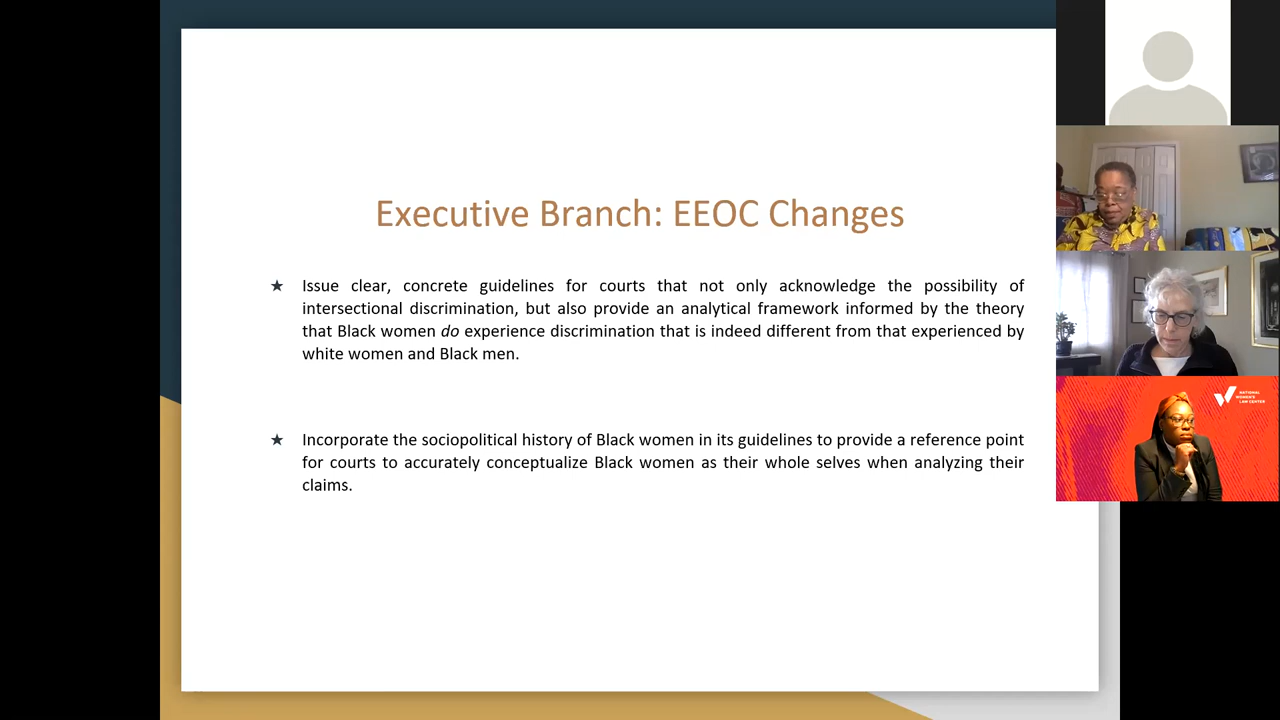 Executive Branch: EEOC Changes
★ Issue clear, concrete guidelines for courts that not only acknowledge the possibility of
intersectional discrimination, but also provide an analytical framework informed by the theory
that Black women do experience discrimination that is indeed different from that experienced by
white women and Black men.
★ Incorporate the sociopolitical history of Black women in its guidelines to provide a reference point
for courts to accurately conceptualize Black women as their whole selves when analyzing their
claims.
NATIONAL
WOMEN'S
LAW CENTER